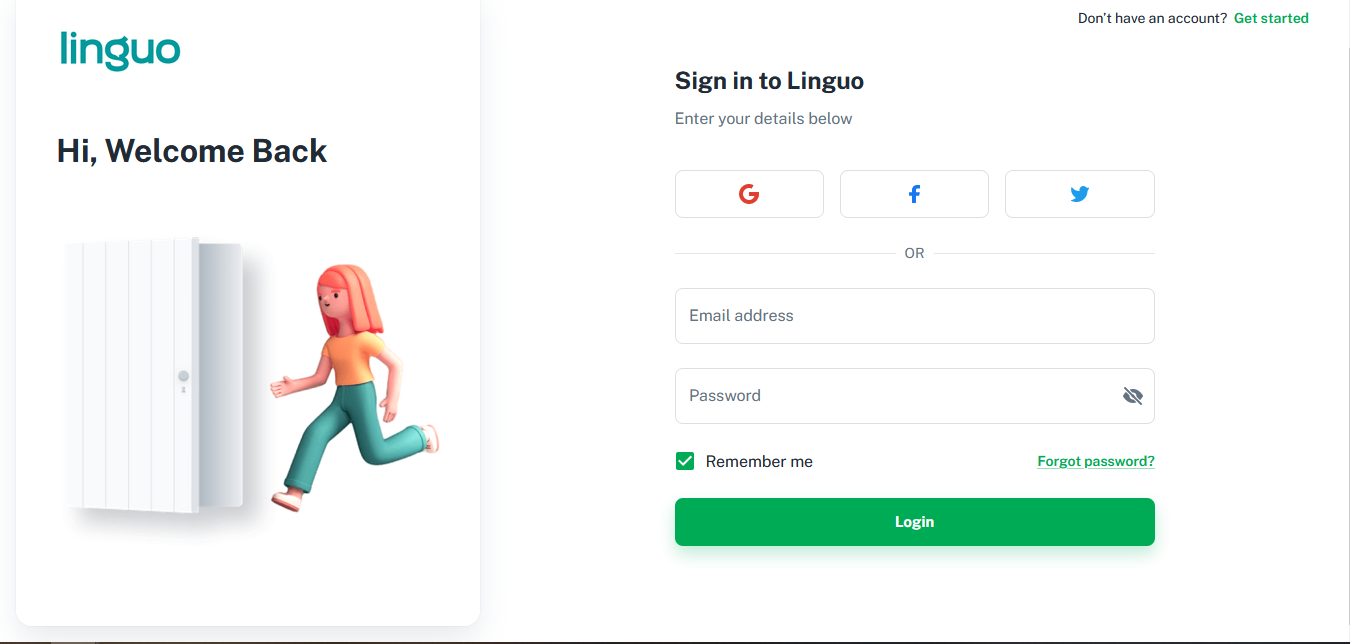 linguo
Hi, Welcome Back
Don't have an account? Get started
Sign in to Linguo
Enter your details below
OR
Email address
Password
Remember me
Forgot password?
Login